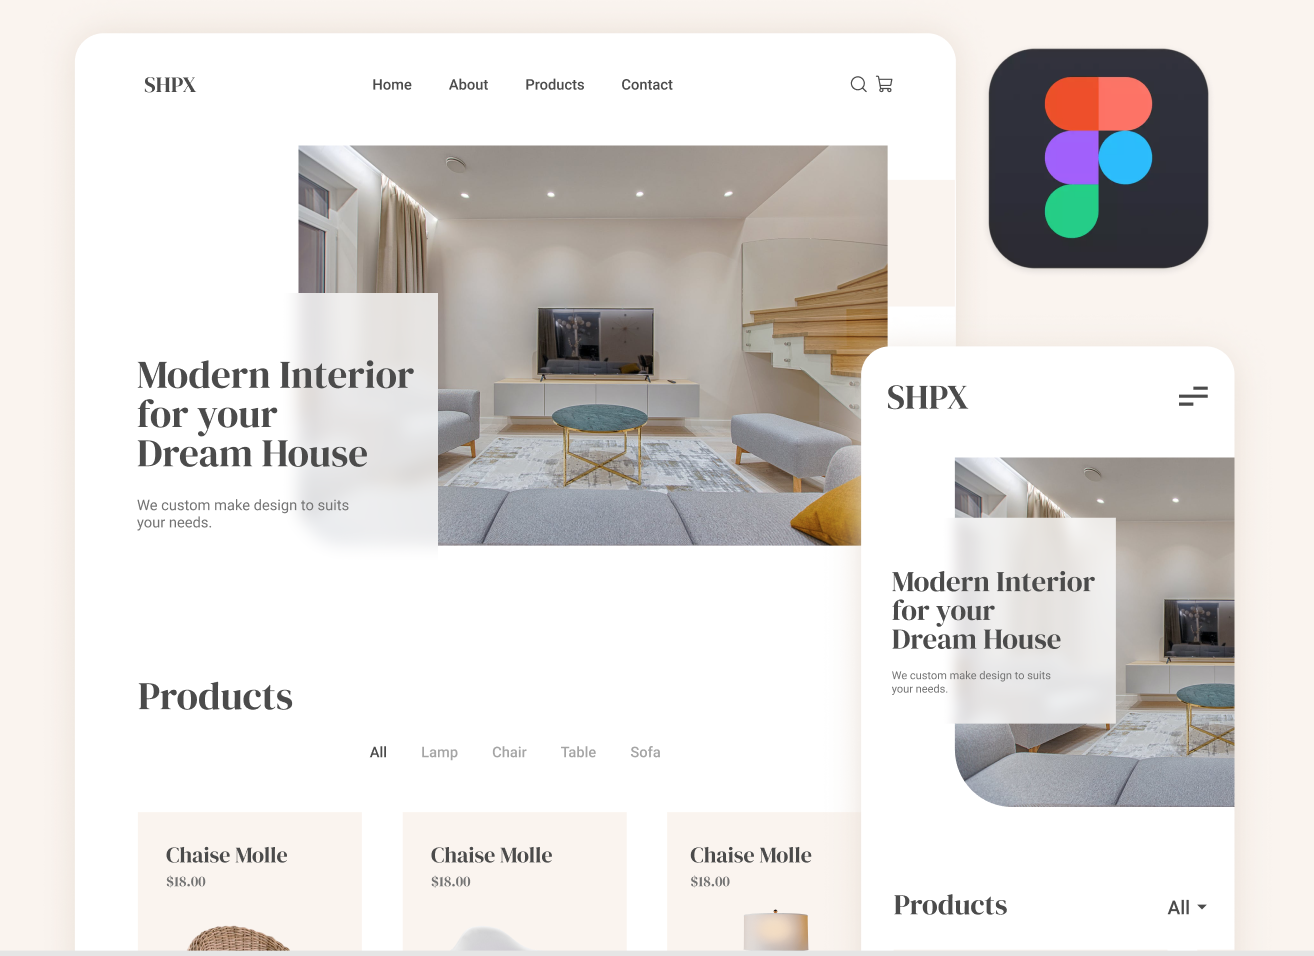 SHPX
Home
About
Products
Contact
Modern Interior
for your
Dream House
We custom make design to suits
your needs.
Products
All
Lamp
Chair
Table
Sofa
Chaise Molle
$18.00
Chaise Molle
$18.00
Chaise Molle
$18.00
SHPX
Modern Interior
for your
Dream House
We custom make design to suits
your needs.
Products
All